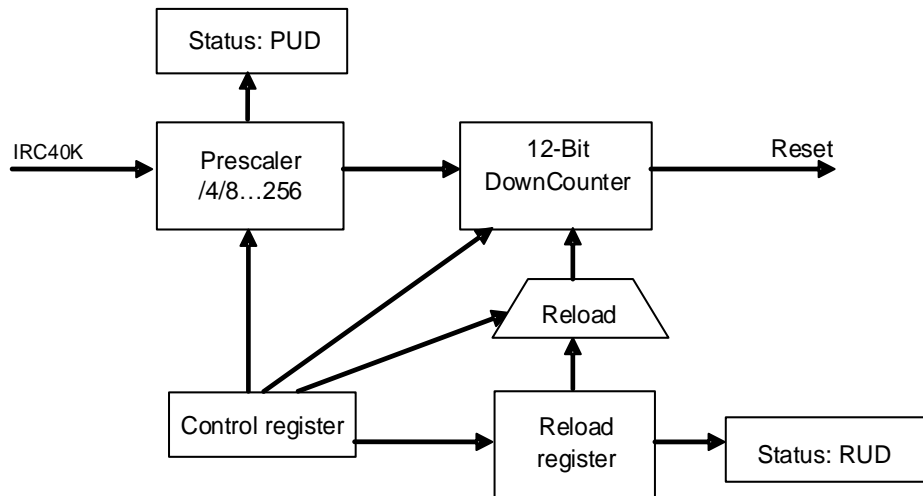 Status: PUD
IRC40K
Prescaler
/4/8…256
12-Bit
DownCounter
Reset
Reload
Control register
Reload
register
Status: RUD